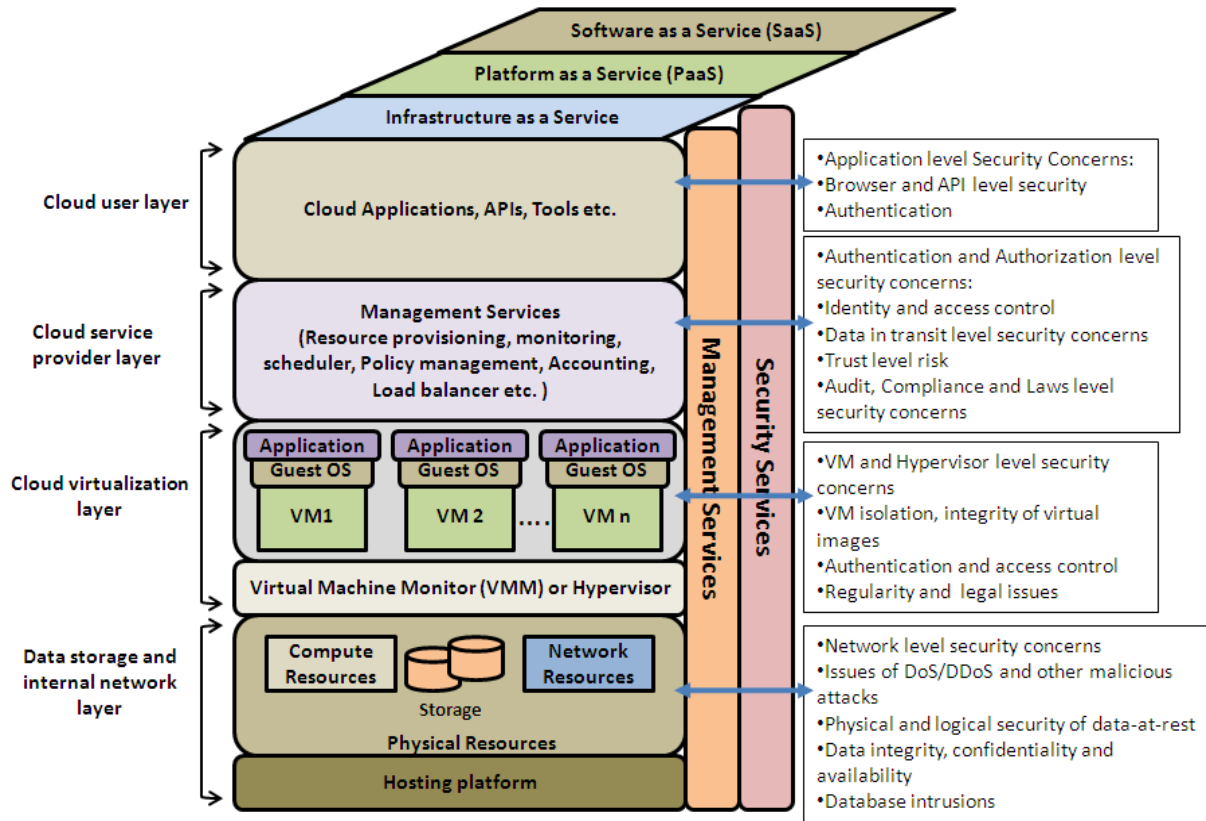 Software as a Service (SaaS)
Platform as a Service (PaaS)
Infrastructure as a Service
Cloud user layer
Cloud Applications, APIs, Tools etc.
•Application level Security Concerns:
•Browser and API level security
•Authentication
Cloud service
provider layer
Management Services
(Resource provisioning, monitoring,
scheduler, Policy management, Accounting,
Load balancer etc. )
•Authentication and Authorization level
security concerns:
•Identity and access control
•Data in transit level security concerns
•Trust level risk
•Audit, Compliance and Laws level
security concerns
Management Services
Security Services
Cloud virtualization
layer
Application
Guest OS
VM1
Application
Guest OS
VM 2
....
Application
Guest OS
VM n
Virtual Machine Monitor (VMM) or Hypervisor
•VM and Hypervisor level security
concerns
•VM isolation, integrity of virtual
images
•Authentication and access control
•Regularity and legal issues
Data storage and
internal network
layer
Compute
Resources
Storage
Network
Resources
Physical Resources
Hosting platform
•Network level security concerns
•Issues of DoS/DDoS and other malicious
attacks
•Physical and logical security of data-at-rest
•Data integrity, confidentiality and
availability
•Database intrusions